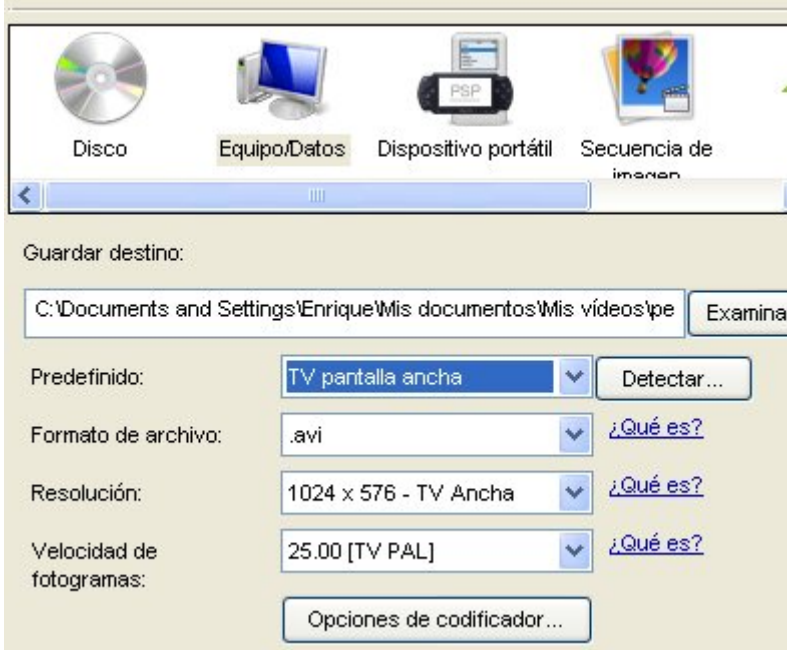 PSP
Disco
Equipo/Datos
Dispositivo portátil
Secuencia de
imagen
Guardar destino:
C:\Documents and Settings\Enrique\Mis documentos\Mis vídeos\pe
Examina
Predefinido:
TV pantalla ancha
Detectar...
Formato de archivo:
.avi
¿Qué es?
Resolución:
1024 x 576 - TV Ancha
¿Qué es?
Velocidad de
fotogramas:
25.00 [TV PAL]
¿Qué es?
Opciones de codificador...